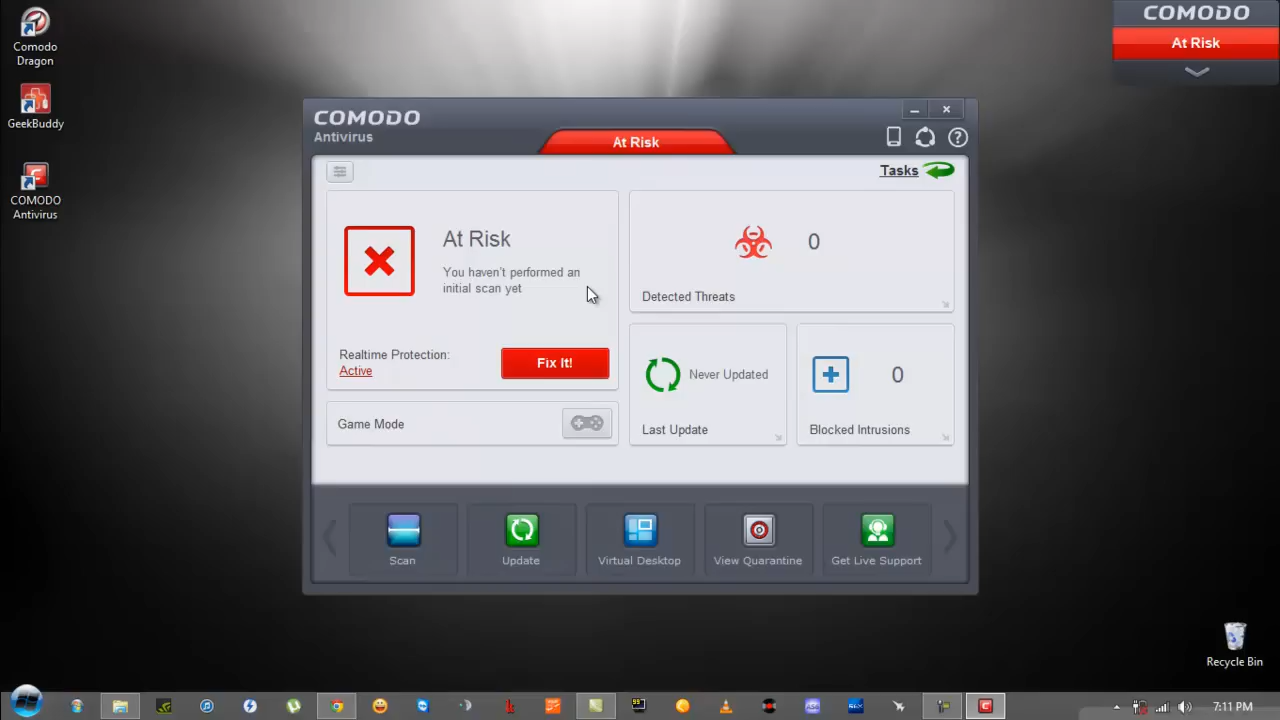 Comodo
Dragon
GeekBuddy
COMODO
Antivirus
COMODO
At Risk
COMODO
Antivirus
At Risk
Tasks
At Risk
You haven't performed an
initial scan yet
Realtime Protection:
Active
Fix It!
Game Mode
0
Detected Threats
Never Updated
Last Update
0
Blocked Intrusions
Scan
Update
Virtual Desktop
View Quarantine
Get Live Support
Recycle Bin
7:11 PM